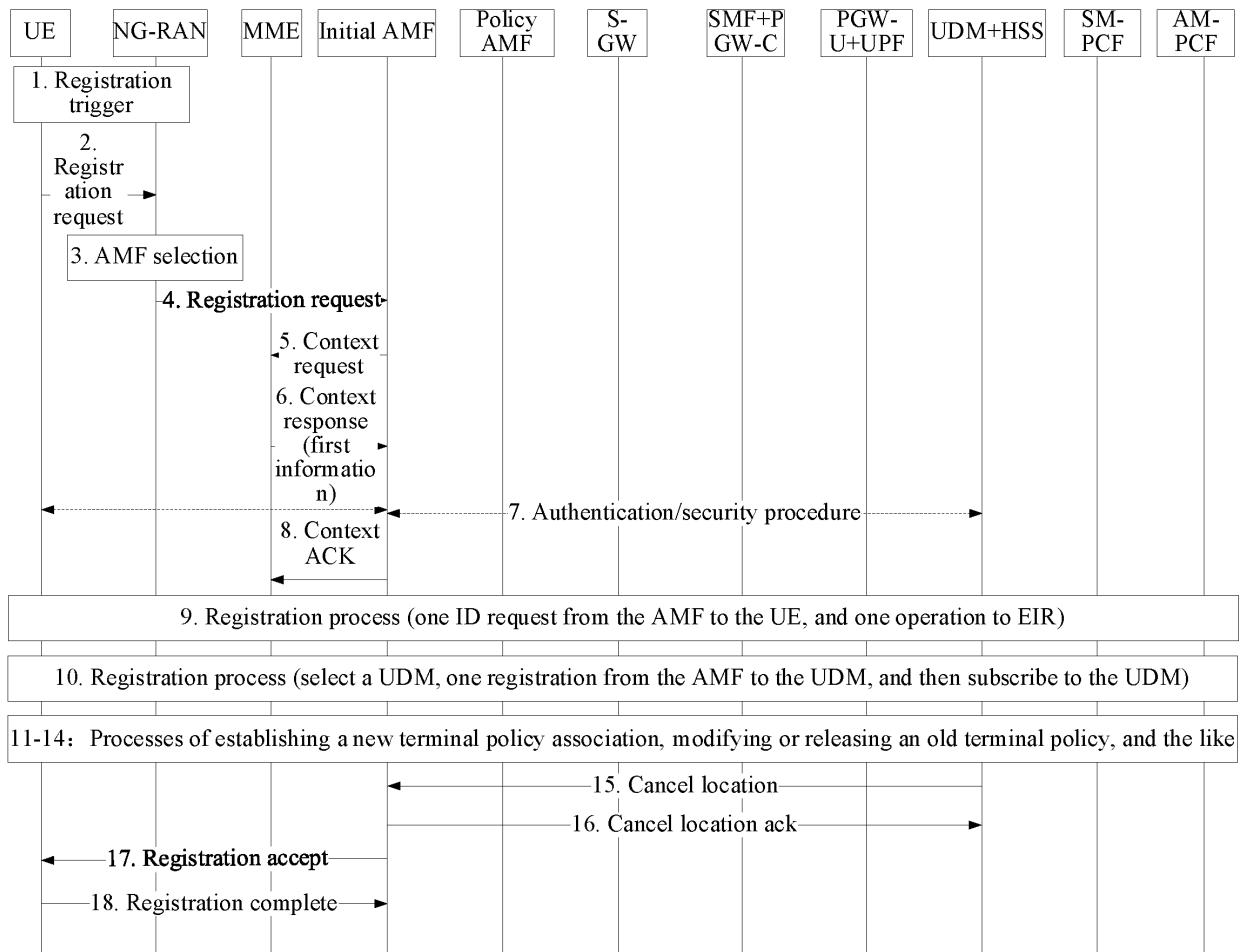 UE
NG-RAN
MME
Initial AMF
Policy
AMF
S-
GW
SMF+P
GW-C
PGW-
U+UPF
UDM+HSS
SM-
PCF
AM-
PCF
1. Registration
trigger
2.
Registr
ation
request
3. AMF selection
4. Registration request
5. Context
request
6. Context
response
(first
informatio
n)
7. Authentication/security procedure
8. Context
ACK
9. Registration process (one ID request from the AMF to the UE, and one operation to EIR)
10. Registration process (select a UDM, one registration from the AMF to the UDM, and then subscribe to the UDM)
11-14：Processes of establishing a new terminal policy association, modifying or releasing an old terminal policy, and the like
15. Cancel location
16. Cancel location ack
17. Registration accept
18. Registration complete